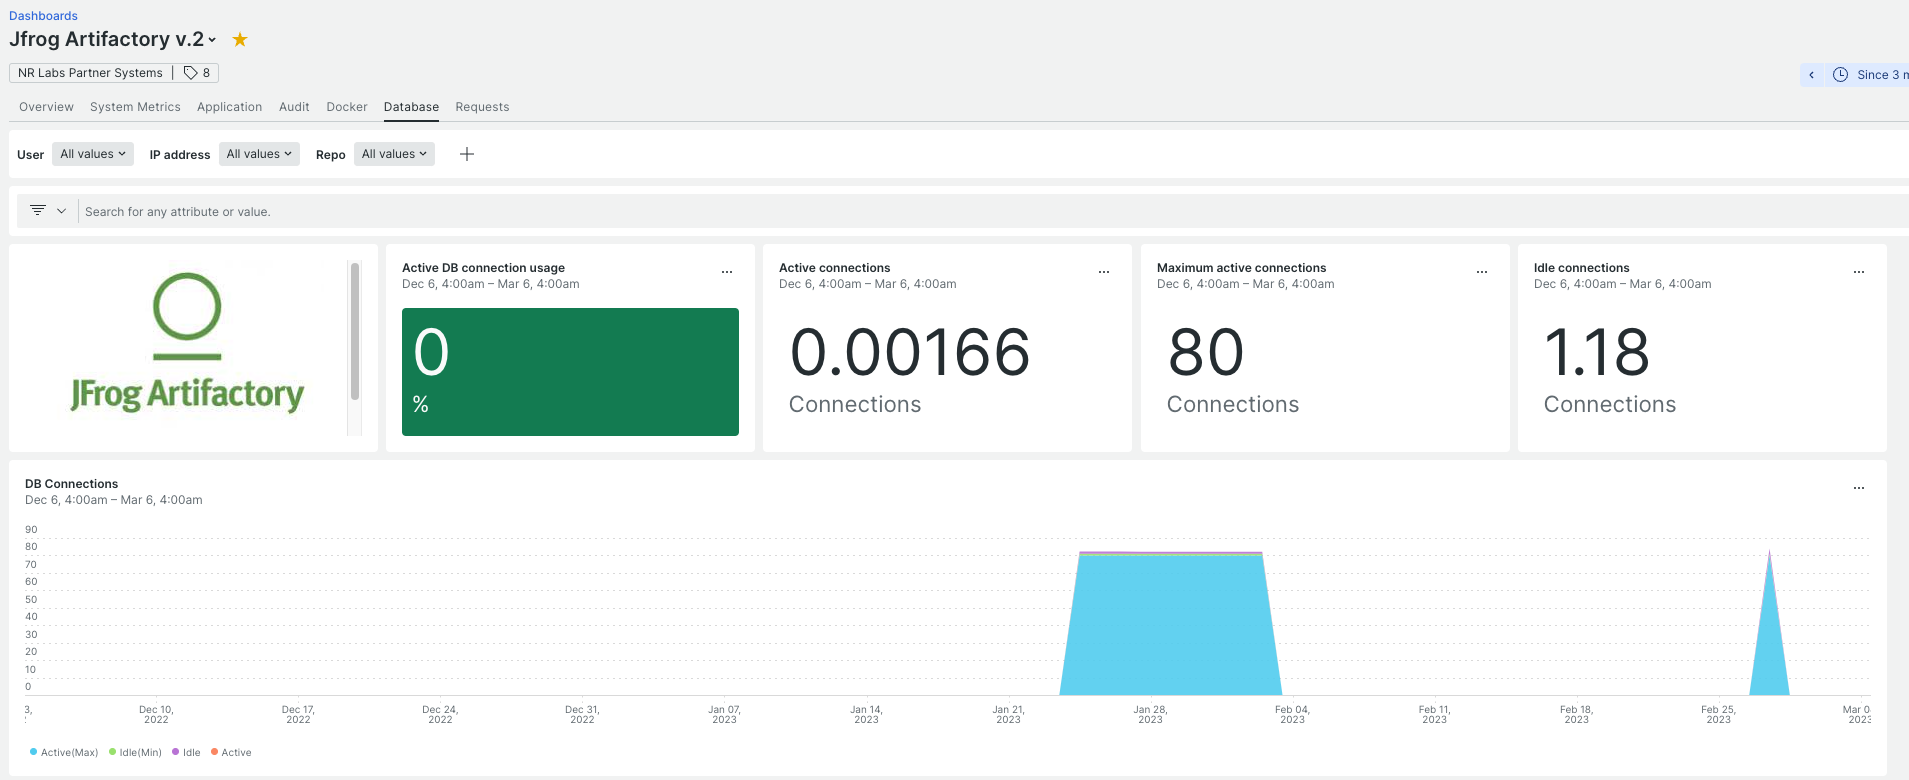 Dashboards
Jfrog Artifactory v.2
NR Labs Partner Systems | 8
Since 3 m
Overview System Metrics Application Audit Docker Database Requests
User All values IP address All values Repo All values
Search for any attribute or value.
JFrog Artifactory
Active DB connection usage
Dec 6, 4:00am – Mar 6, 4:00am
0
%
Active connections
Dec 6, 4:00am – Mar 6, 4:00am
0.00166
Connections
Maximum active connections
Dec 6, 4:00am – Mar 6, 4:00am
80
Connections
Idle connections
Dec 6, 4:00am – Mar 6, 4:00am
1.18
Connections
DB Connections
Dec 6, 4:00am – Mar 6, 4:00am
90
80
70
60
50
40
30
20
10
0
3,
Dec 10,
2022
Dec 17,
2022
Dec 24,
2022
Dec 31,
2022
Jan 07,
2023
Jan 14,
2023
Jan 21,
2023
Jan 28,
2023
Feb 04,
2023
Feb 11,
2023
Feb 18,
2023
Feb 25,
2023
Mar 0
2023
Active(Max) Idle(Min) Idle Active